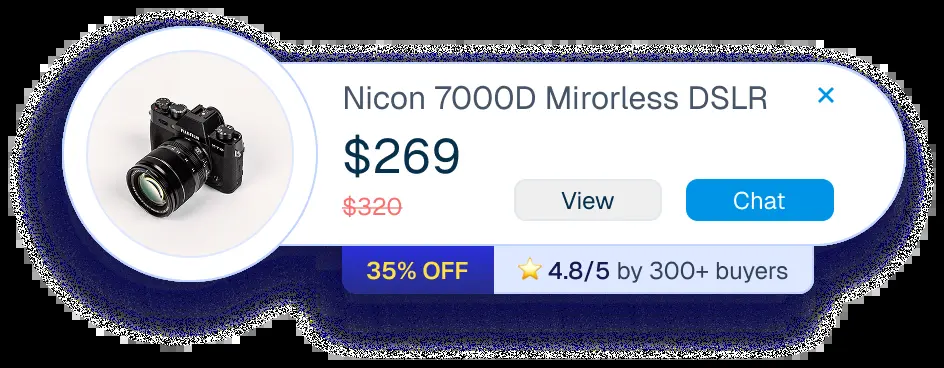 Nicon 7000D Mirorless DSLR
×
$269
$320
View
Chat
35% OFF
⭐ 4.8/5 by 300+ buyers